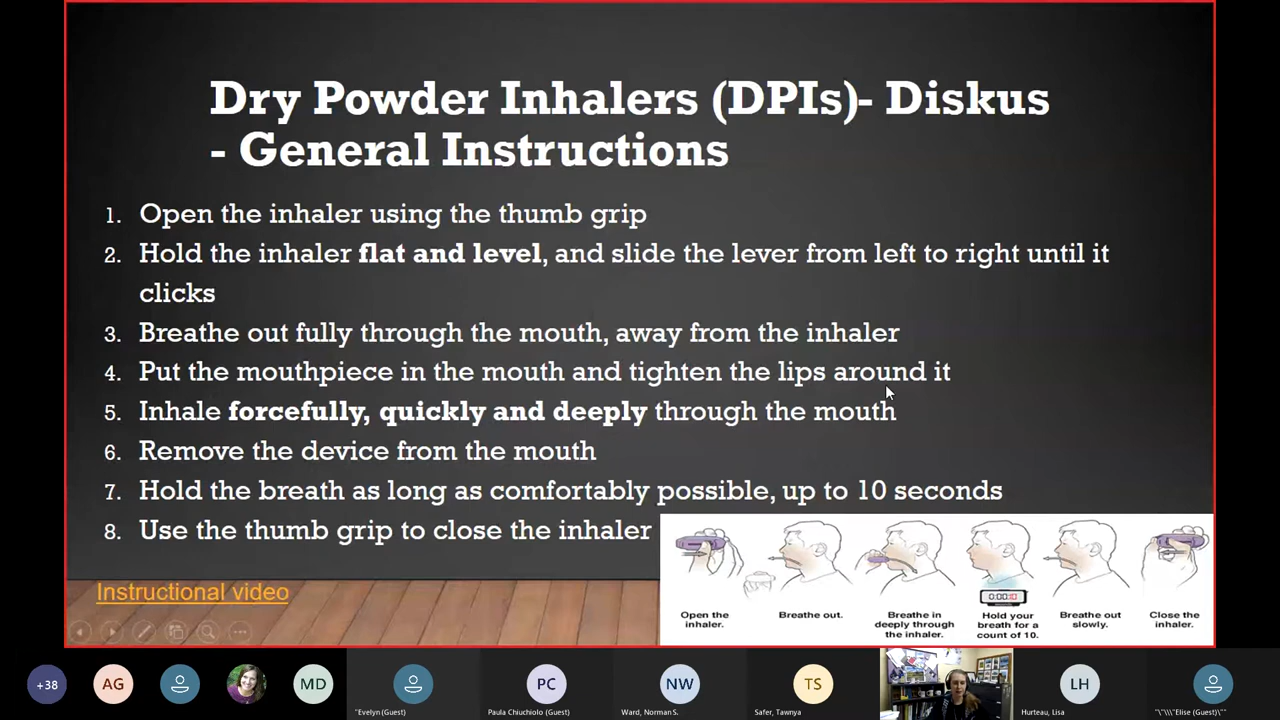 Dry Powder Inhalers (DPIs)- Diskus
- General Instructions
1. Open the inhaler using the thumb grip
2. Hold the inhaler flat and level, and slide the lever from left to right until it
clicks
3. Breathe out fully through the mouth, away from the inhaler
4. Put the mouthpiece in the mouth and tighten the lips around it
5. Inhale forcefully, quickly and deeply through the mouth
6. Remove the device from the mouth
7. Hold the breath as long as comfortably possible, up to 10 seconds
8. Use the thumb grip to close the inhaler
Instructional video
0:00:10
Open the
inhaler.
Breathe out.
Breathe in
deeply through
the inhaler.
Hold your
breath for a
count of 10.
Breathe out
slowly.
Close the
inhaler.
+38
AG
MD
PC
NW
TS
LH
"Evelyn (Guest)
Paula Chiuchiolo (Guest)
Ward, Norman S.
Safer, Tawnya
Hurteau, Lisa
"\"\\\"Elise (Guest)\""